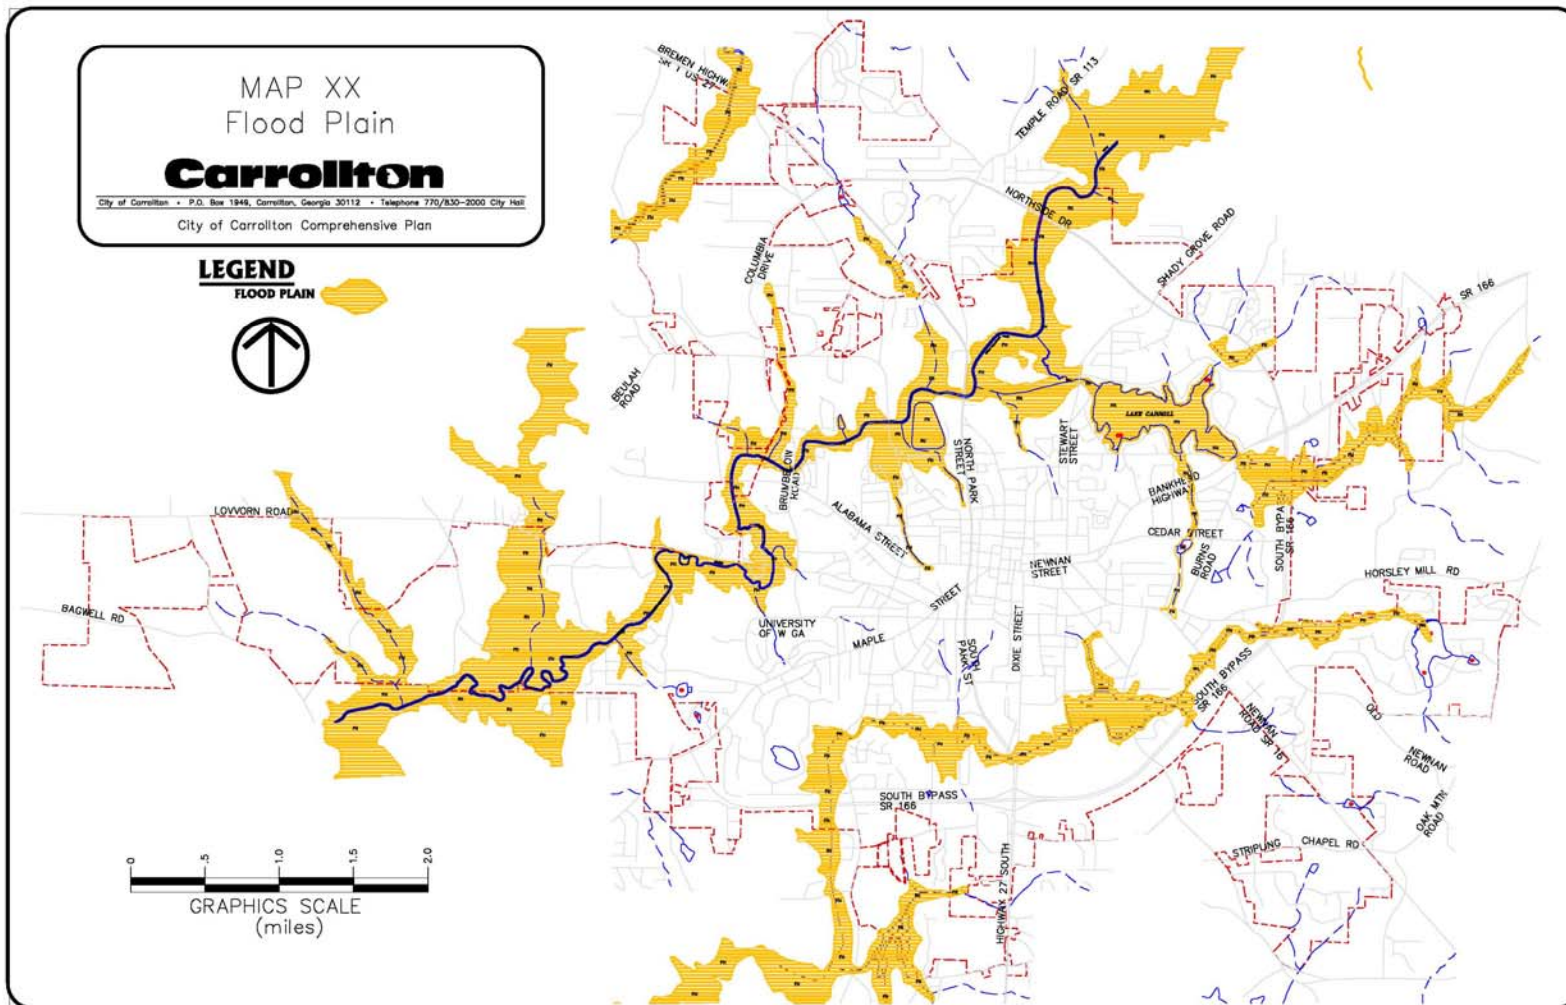 MAP XX
Flood Plain
Carrollton
City of Carrollton • P.O. Box 1949, Carrollton, Georgia 30112 • Telephone 770/830-2000 City Hall
City of Carrollton Comprehensive Plan
LEGEND
FLOOD PLAIN
BREMEN HIGHW
SR 1 US 27
TEMPLE ROAD SR 113
NORTHSIDE DR
SHADY GROVE ROAD
SR 166
COLUMBIA
DRIVE
BEULAH
ROAD
LAKE CARROLL
STEWART
STREET
NORTH PARK
STREET
BRUMBELOW
ROAD
BANKHEAD
HIGHWAY
ALABAMA STREET
LOVVORN ROAD
CEDAR STREET
BURNS
ROAD
SOUTH BYPA
SR 166
NEWNAN
STREET
HORSLEY MILL RD
BAGWELL RD
UNIVERSITY
OF W GA
MAPLE
STREET
SOUTH
PARK ST
DIXIE STREET
SOUTH BYPASS
SR 166
NEWNAN
ROAD SR 16
OLD
NEWNAN
ROAD
SOUTH BYPASS
SR 166
OAK MTN
ROAD
STRIPLING
CHAPEL RD
HIGHWAY 27 SOUTH
0 .5 1.0 1.5 2.0
GRAPHICS SCALE
(miles)